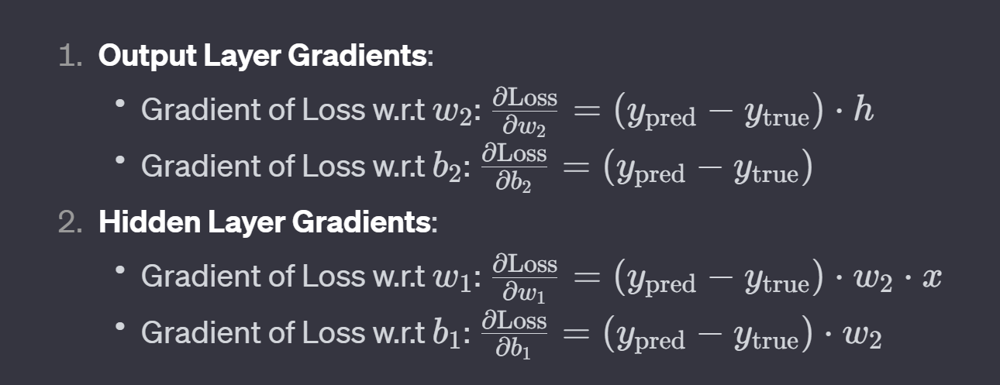 1. Output Layer Gradients:
• Gradient of Loss w.r.t $w_2$: $\frac{\partial \text{Loss}}{\partial w_2} = (y_{\text{pred}} - y_{\text{true}}) \cdot h$
• Gradient of Loss w.r.t $b_2$: $\frac{\partial \text{Loss}}{\partial b_2} = (y_{\text{pred}} - y_{\text{true}})$
2. Hidden Layer Gradients:
• Gradient of Loss w.r.t $w_1$: $\frac{\partial \text{Loss}}{\partial w_1} = (y_{\text{pred}} - y_{\text{true}}) \cdot w_2 \cdot x$
• Gradient of Loss w.r.t $b_1$: $\frac{\partial \text{Loss}}{\partial b_1} = (y_{\text{pred}} - y_{\text{true}}) \cdot w_2$